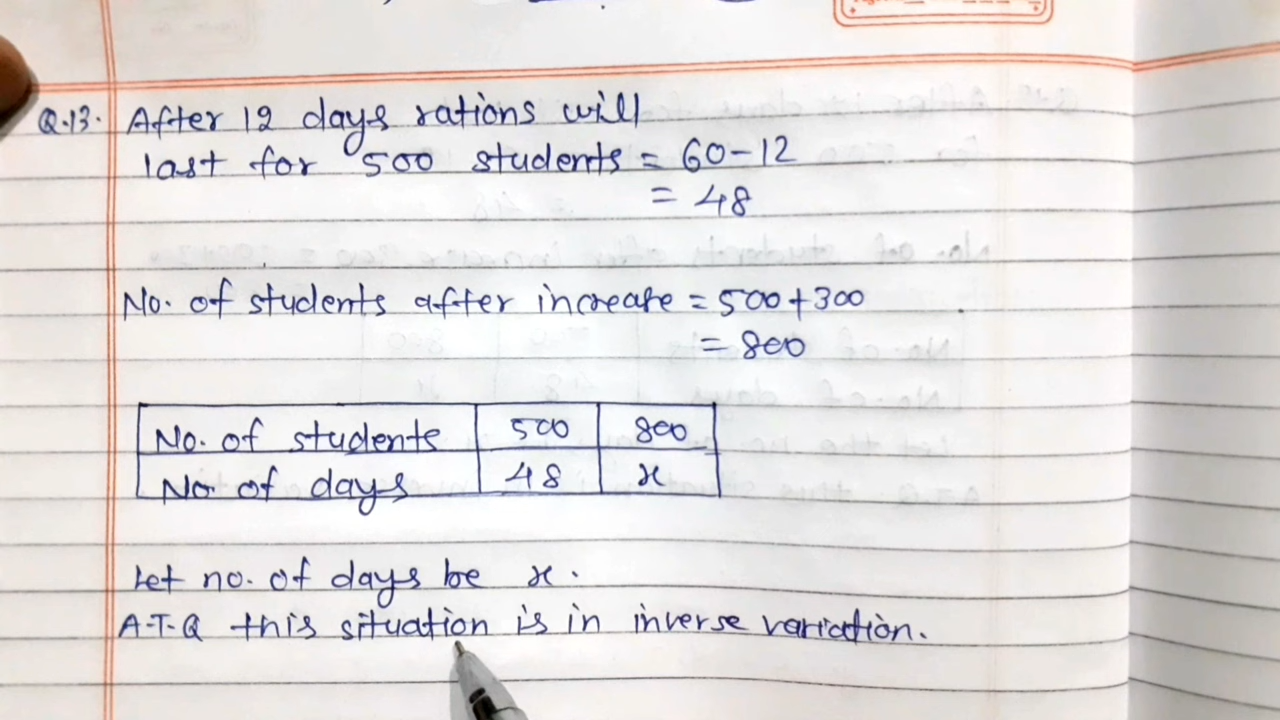 Q.13. After 12 days rations will
last for 500 students = 60-12
= 48
No. of students after increase = 500+300
= 800
No. of students 500 800
No of days 48 x
Let no. of days be x.
A.T.Q this situation is in inverse variation.